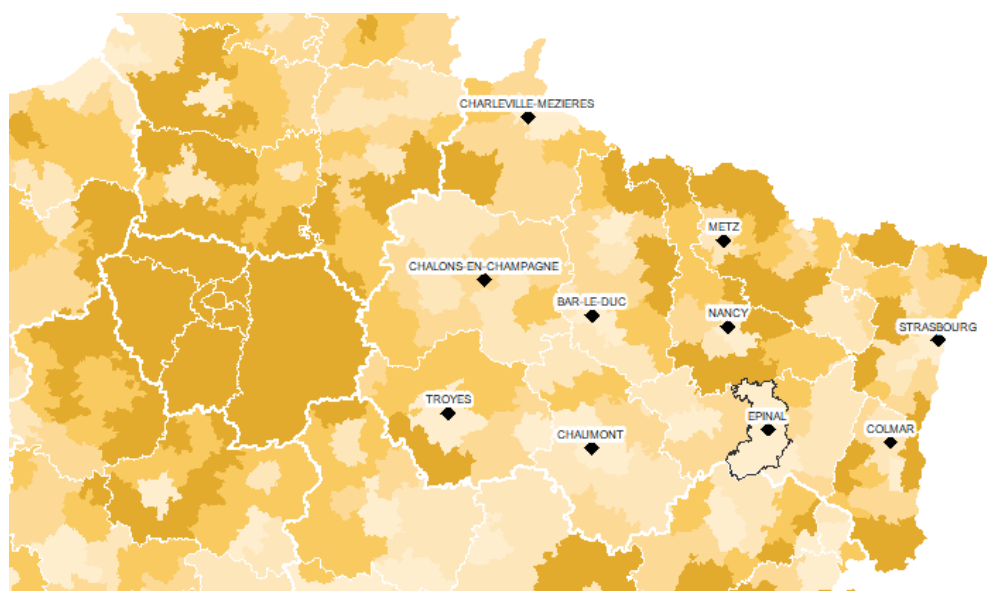 CHARLEVILLE-MEZIERES
METZ
CHALONS-EN-CHAMPAGNE
BAR-LE-DUC
NANCY
STRASBOURG
TROYES
EPINAL
CHAUMONT
COLMAR